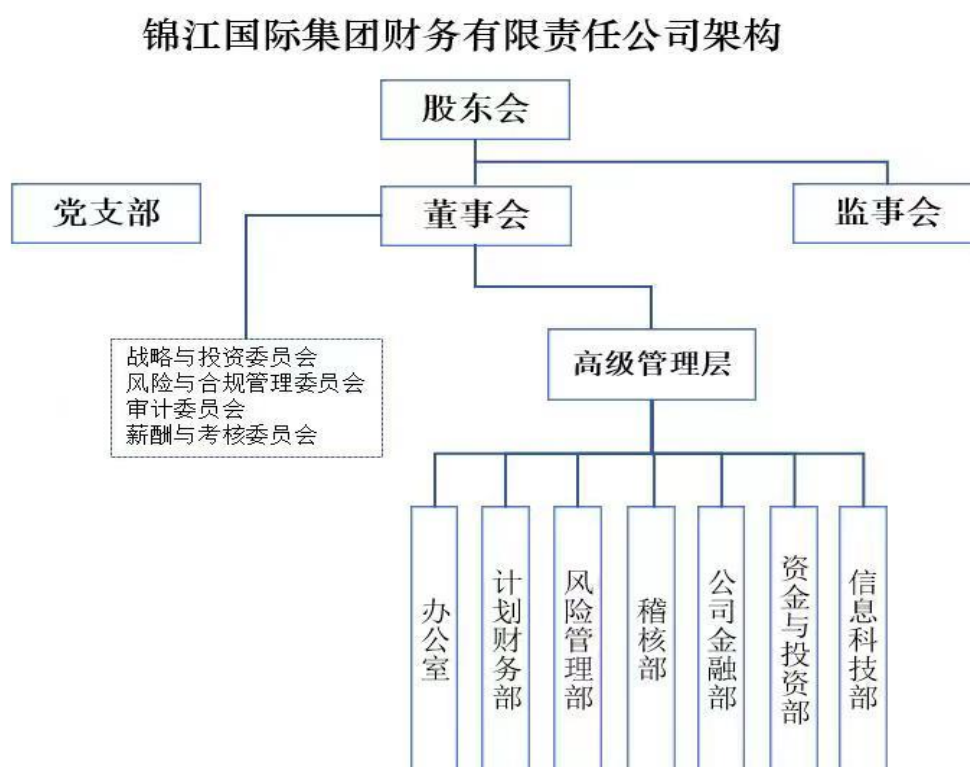 锦江国际集团财务有限责任公司架构
股东会
党支部
董事会
监事会
战略与投资委员会
风险与合规管理委员会
审计委员会
薪酬与考核委员会
高级管理层
办公室
计划财务部
风险管理部
稽核部
公司金融部
资金与投资部
信息科技部